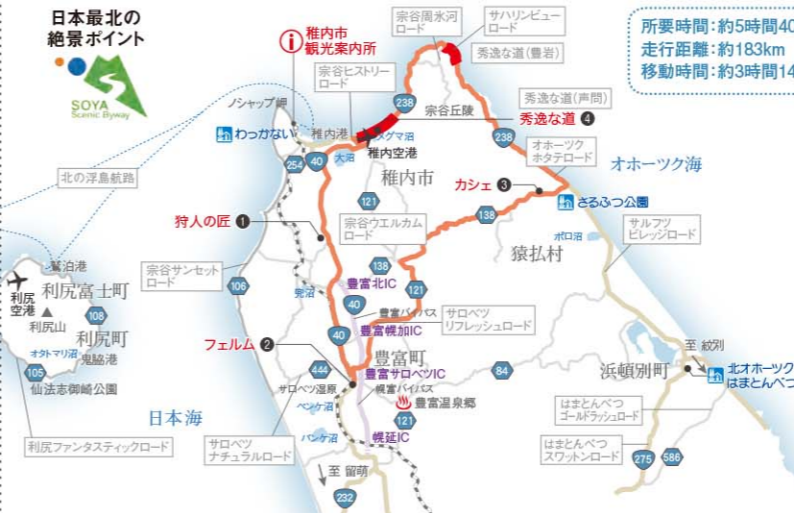 日本最北の
絶景ポイント
SOYA
Scenic Byway
稚内市
観光案内所
宗谷周氷河
ロード
サハリンビュー
ロード
秀逸な道(豊岩)
所要時間:約5時間40
走行距離:約183km
移動時間:約3時間14
宗谷ヒストリー
ロード
238
宗谷丘陵
ノシャップ岬
わっかない
稚内港
メグマ沼
稚内空港
秀逸な道(声問)
秀逸な道 4
238
254
40
大沼
オホーツク
ホタテロード
オホーツク海
北の浮島航路
121
稚内市
カシェ 3
さるふつ公園
狩人の匠 1
宗谷ウエルカム
ロード
138
ポロ沼
サルフツ
ビレッジロード
猿払村
宗谷サンセット
ロード
138
豊富北IC
鴛泊港
利尻
空港
利尻富士町
106
兜沼
40
121
豊富バイパス
サロベツ
リフレッシュロード
利尻山
108
40
豊富幌加IC
利尻町
フェルム 2
豊富町
至 紋別
オタトマリ沼
鬼脇港
豊富サロベツIC
浜頓別町
105
仙法志御崎公園
444
サロベツ湿原
幌富バイパス
84
北オホーツク
はまとんべつ
日本海
ペンケ沼
豊富温泉郷
はまとんべつ
ゴールドラッシュロード
パンケ沼
121
利尻ファンタスティックロード
サロベツ
ナチュラルロード
幌延IC
はまとんべつ
スワットンロード
至 留萌
275
586
232